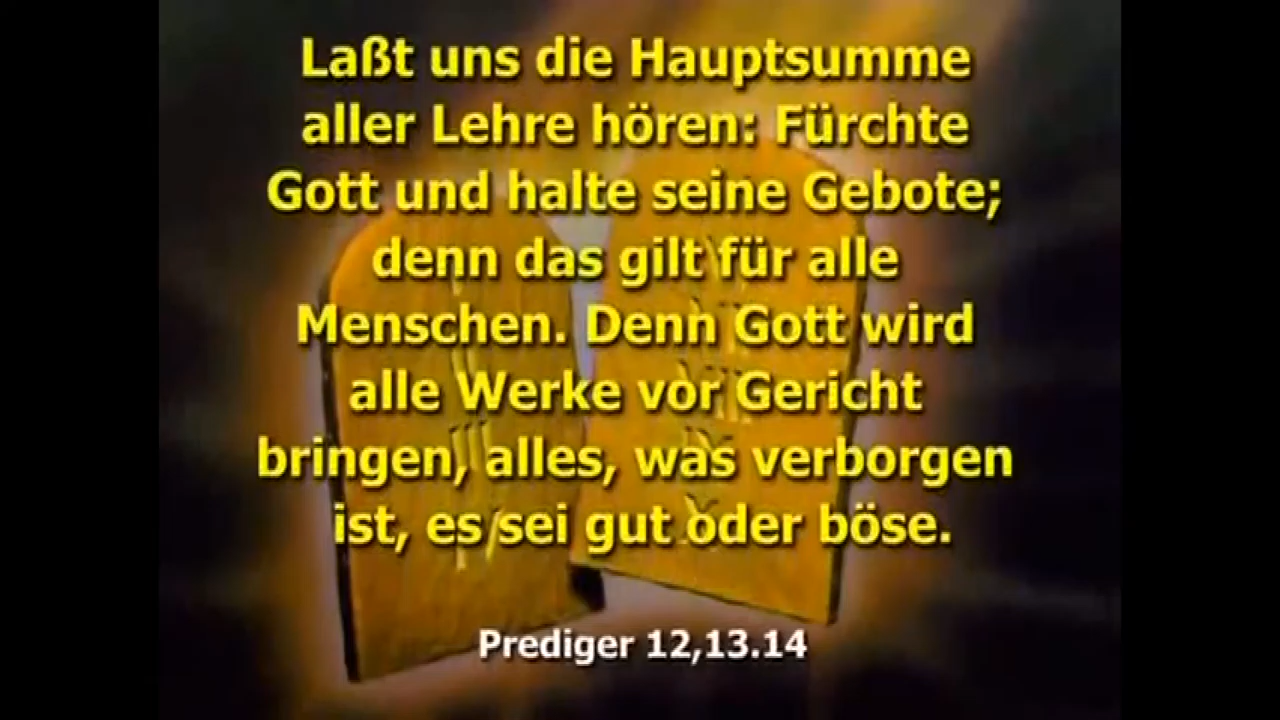 Laßt uns die Hauptsumme
aller Lehre hören: Fürchte
Gott und halte seine Gebote;
denn das gilt für alle
Menschen. Denn Gott wird
alle Werke vor Gericht
bringen, alles, was verborgen
ist, es sei gut oder böse.
Prediger 12,13.14